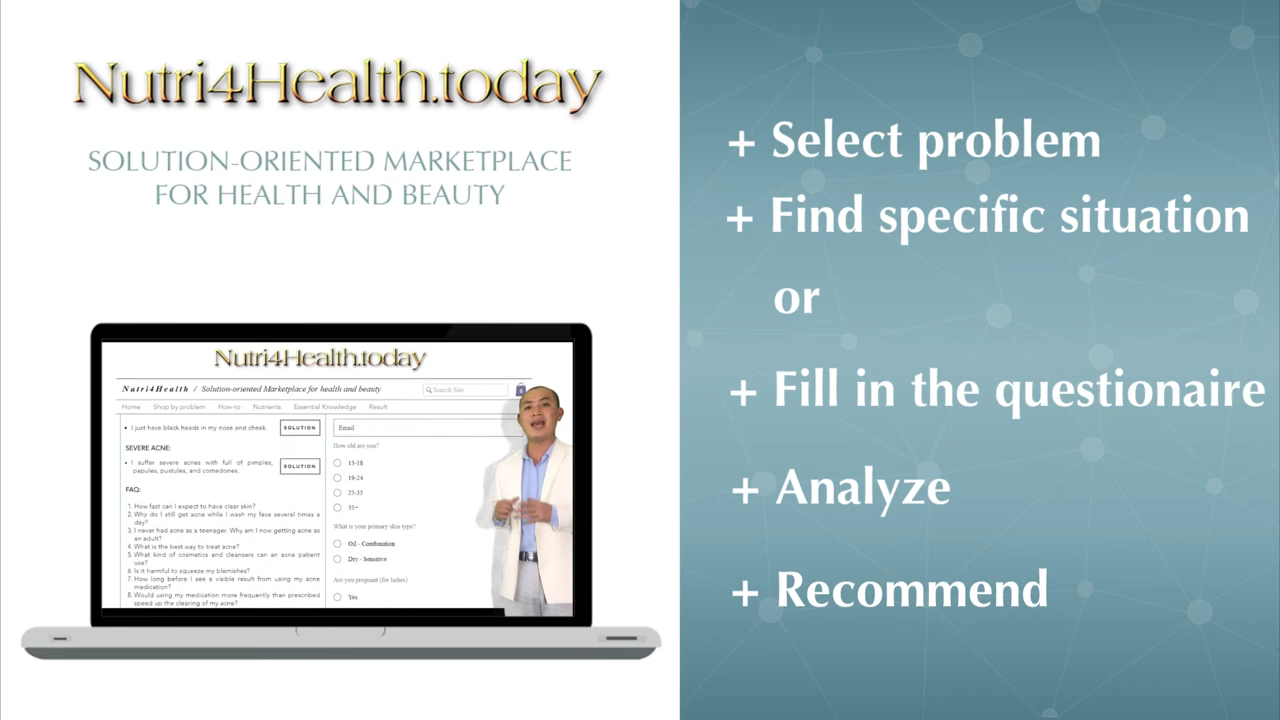 Nutri4Health.today
SOLUTION-ORIENTED MARKETPLACE
FOR HEALTH AND BEAUTY
Nutri4Health.today
Nutri4Health / Solution-oriented Marketplace for health and beauty
Search Site
Home Shop by problem How-to Nutrients Essential Knowledge Result
• I just have black heads in my nose and cheek.
SOLUTION
SEVERE ACNE:
• I suffer severe acnes with full of pimples,
papules, pustules, and comedones.
SOLUTION
FAQ:
1. How fast can I expect to have clear skin?
2. Why do I still get acne while I wash my face several times a
day?
3. I never had acne as a teenager. Why am I now getting acne as
an adult?
4. What is the best way to treat acne?
5. What kind of cosmetics and cleansers can an acne patient
use?
6. Is it harmful to squeeze my blemishes?
7. How long before I see a visible result from using my acne
medication?
8. Would using my medication more frequently than prescribed
speed up the clearing of my acne?
Email
How old are you?
13-18
19-24
25-35
35+
What is your primary skin type?
Oil - Combination
Dry - Sensitive
Are you pregnant (for ladies)
Yes
+ Select problem
+ Find specific situation
or
+ Fill in the questionaire
+ Analyze
+ Recommend